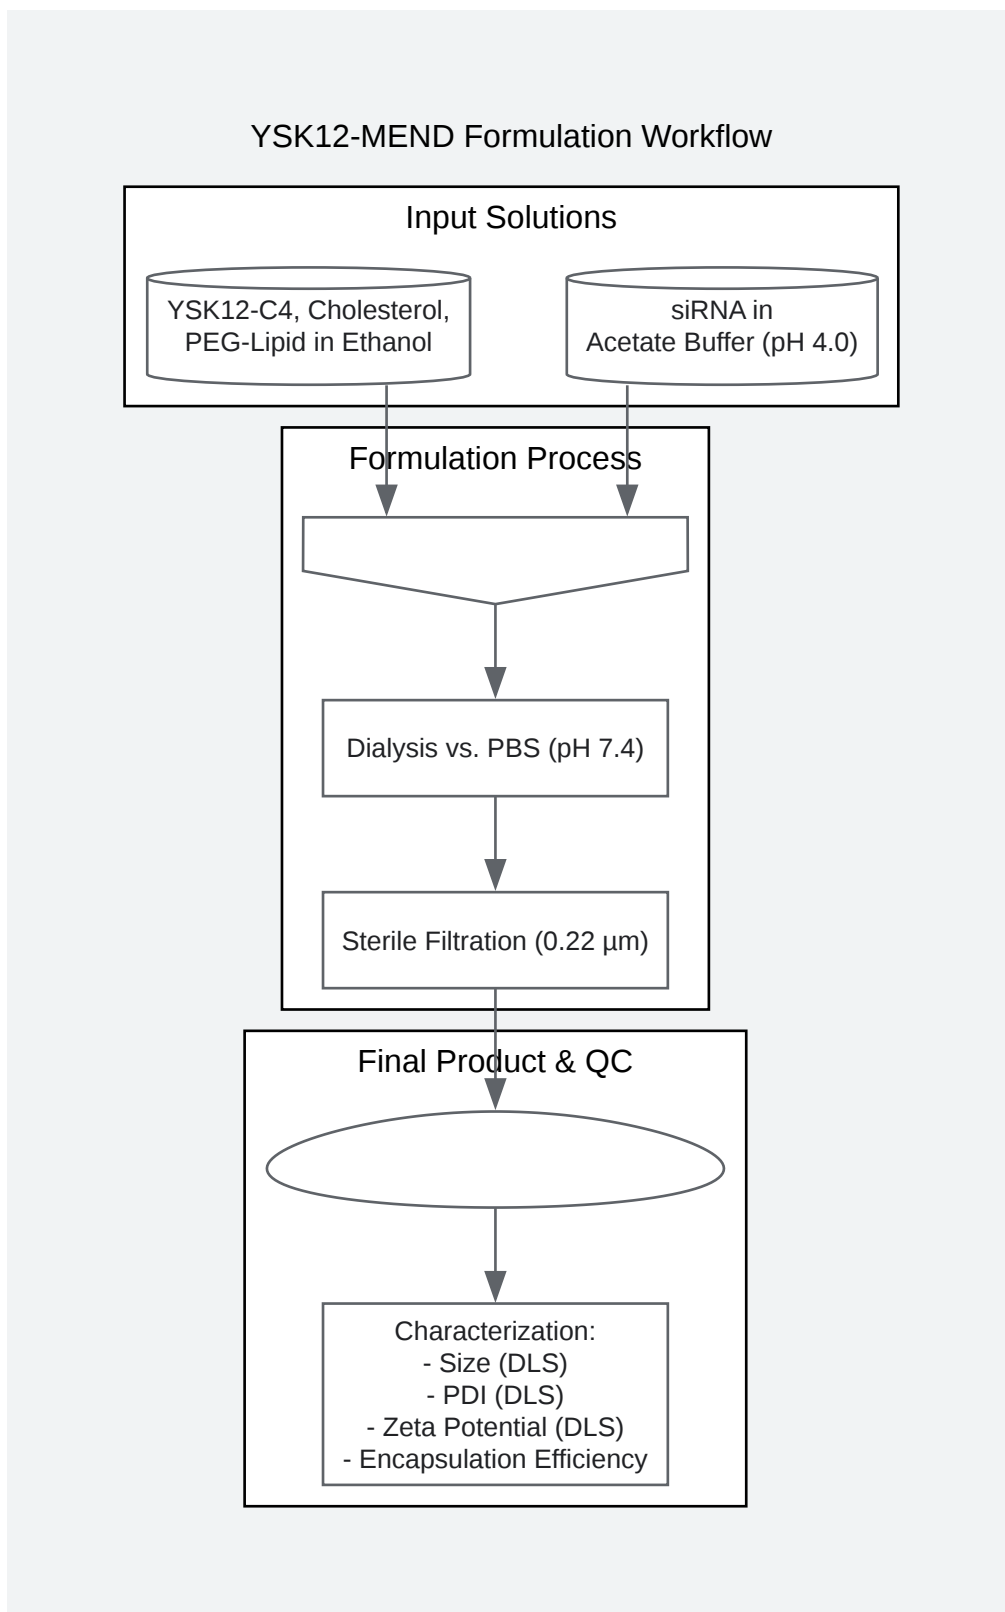 YSK12-MEND Formulation Workflow
Input Solutions
YSK12-C4, Cholesterol,
PEG-Lipid in Ethanol
siRNA in
Acetate Buffer (pH 4.0)
Formulation Process
Dialysis vs. PBS (pH 7.4)
Sterile Filtration (0.22 µm)
Final Product & QC
Characterization:
- Size (DLS)
- PDI (DLS)
- Zeta Potential (DLS)
- Encapsulation Efficiency